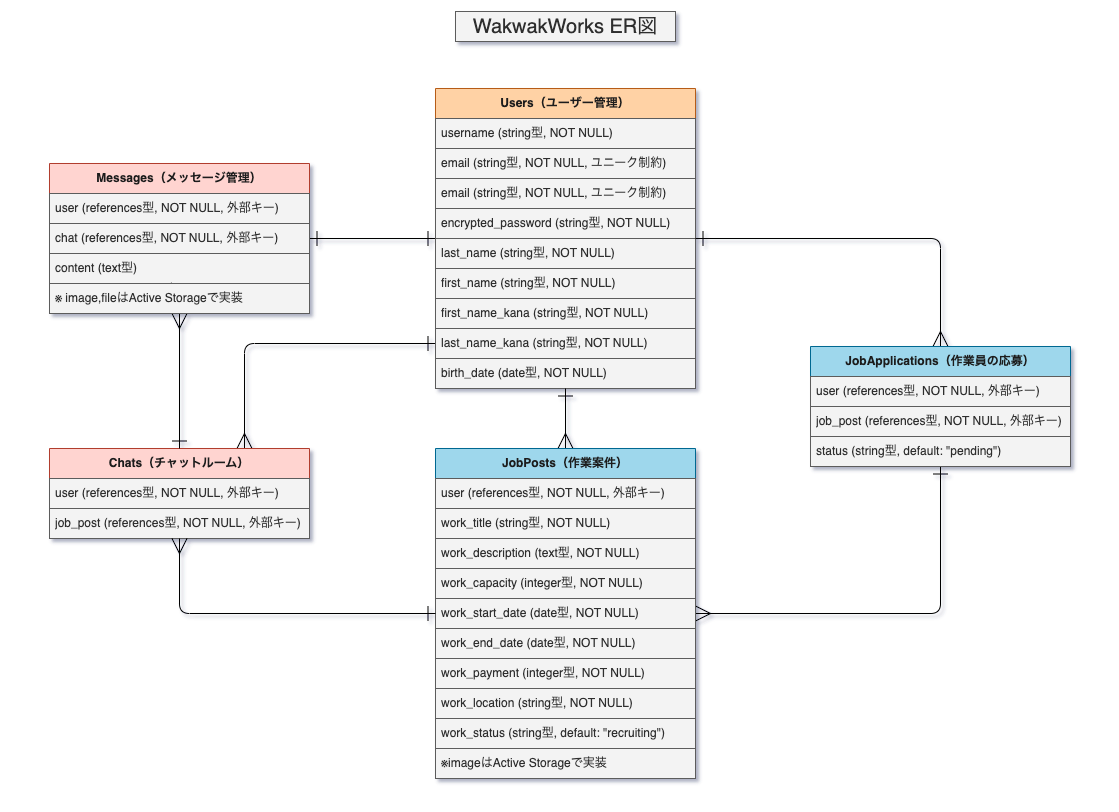 WakwakWorks ER図
Users（ユーザー管理）
username (string型, NOT NULL)
email (string型, NOT NULL, ユニーク制約)
email (string型, NOT NULL, ユニーク制約)
encrypted_password (string型, NOT NULL)
last_name (string型, NOT NULL)
first_name (string型, NOT NULL)
first_name_kana (string型, NOT NULL)
last_name_kana (string型, NOT NULL)
birth_date (date型, NOT NULL)
Messages（メッセージ管理）
user (references型, NOT NULL, 外部キー)
chat (references型, NOT NULL, 外部キー)
content (text型)
※ image,fileはActive Storageで実装
JobApplications（作業員の応募）
user (references型, NOT NULL, 外部キー)
job_post (references型, NOT NULL, 外部キー)
status (string型, default: "pending")
Chats（チャットルーム）
user (references型, NOT NULL, 外部キー)
job_post (references型, NOT NULL, 外部キー)
JobPosts（作業案件）
user (references型, NOT NULL, 外部キー)
work_title (string型, NOT NULL)
work_description (text型, NOT NULL)
work_capacity (integer型, NOT NULL)
work_start_date (date型, NOT NULL)
work_end_date (date型, NOT NULL)
work_payment (integer型, NOT NULL)
work_location (string型, NOT NULL)
work_status (string型, default: "recruiting")
※imageはActive Storageで実装